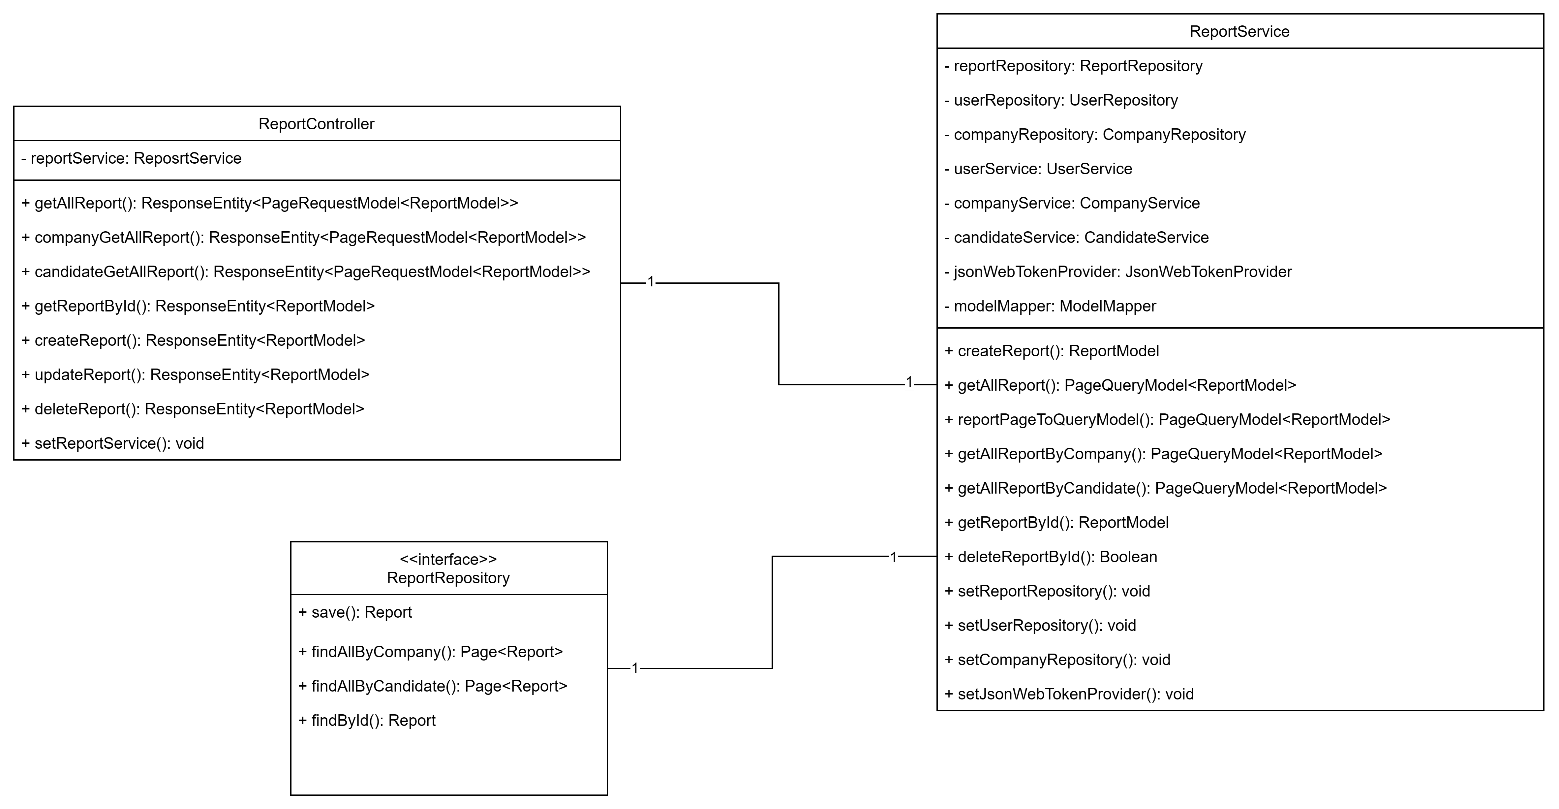 ReportController
- reportService: ReposrtService
+ getAllReport(): ResponseEntity<PageRequestModel<ReportModel>>
+ companyGetAllReport(): ResponseEntity<PageRequestModel<ReportModel>>
+ candidateGetAllReport(): ResponseEntity<PageRequestModel<ReportModel>>
+ getReportById(): ResponseEntity<ReportModel>
+ createReport(): ResponseEntity<ReportModel>
+ updateReport(): ResponseEntity<ReportModel>
+ deleteReport(): ResponseEntity<ReportModel>
+ setReportService(): void
1
1
ReportService
- reportRepository: ReportRepository
- userRepository: UserRepository
- companyRepository: CompanyRepository
- userService: UserService
- companyService: CompanyService
- candidateService: CandidateService
- jsonWebTokenProvider: JsonWebTokenProvider
- modelMapper: ModelMapper
+ createReport(): ReportModel
+ getAllReport(): PageQueryModel<ReportModel>
+ reportPageToQueryModel(): PageQueryModel<ReportModel>
+ getAllReportByCompany(): PageQueryModel<ReportModel>
+ getAllReportByCandidate(): PageQueryModel<ReportModel>
+ getReportById(): ReportModel
+ deleteReportById(): Boolean
+ setReportRepository(): void
+ setUserRepository(): void
+ setCompanyRepository(): void
+ setJsonWebTokenProvider(): void
1
1
<<interface>>
ReportRepository
+ save(): Report
+ findAllByCompany(): Page<Report>
+ findAllByCandidate(): Page<Report>
+ findById(): Report